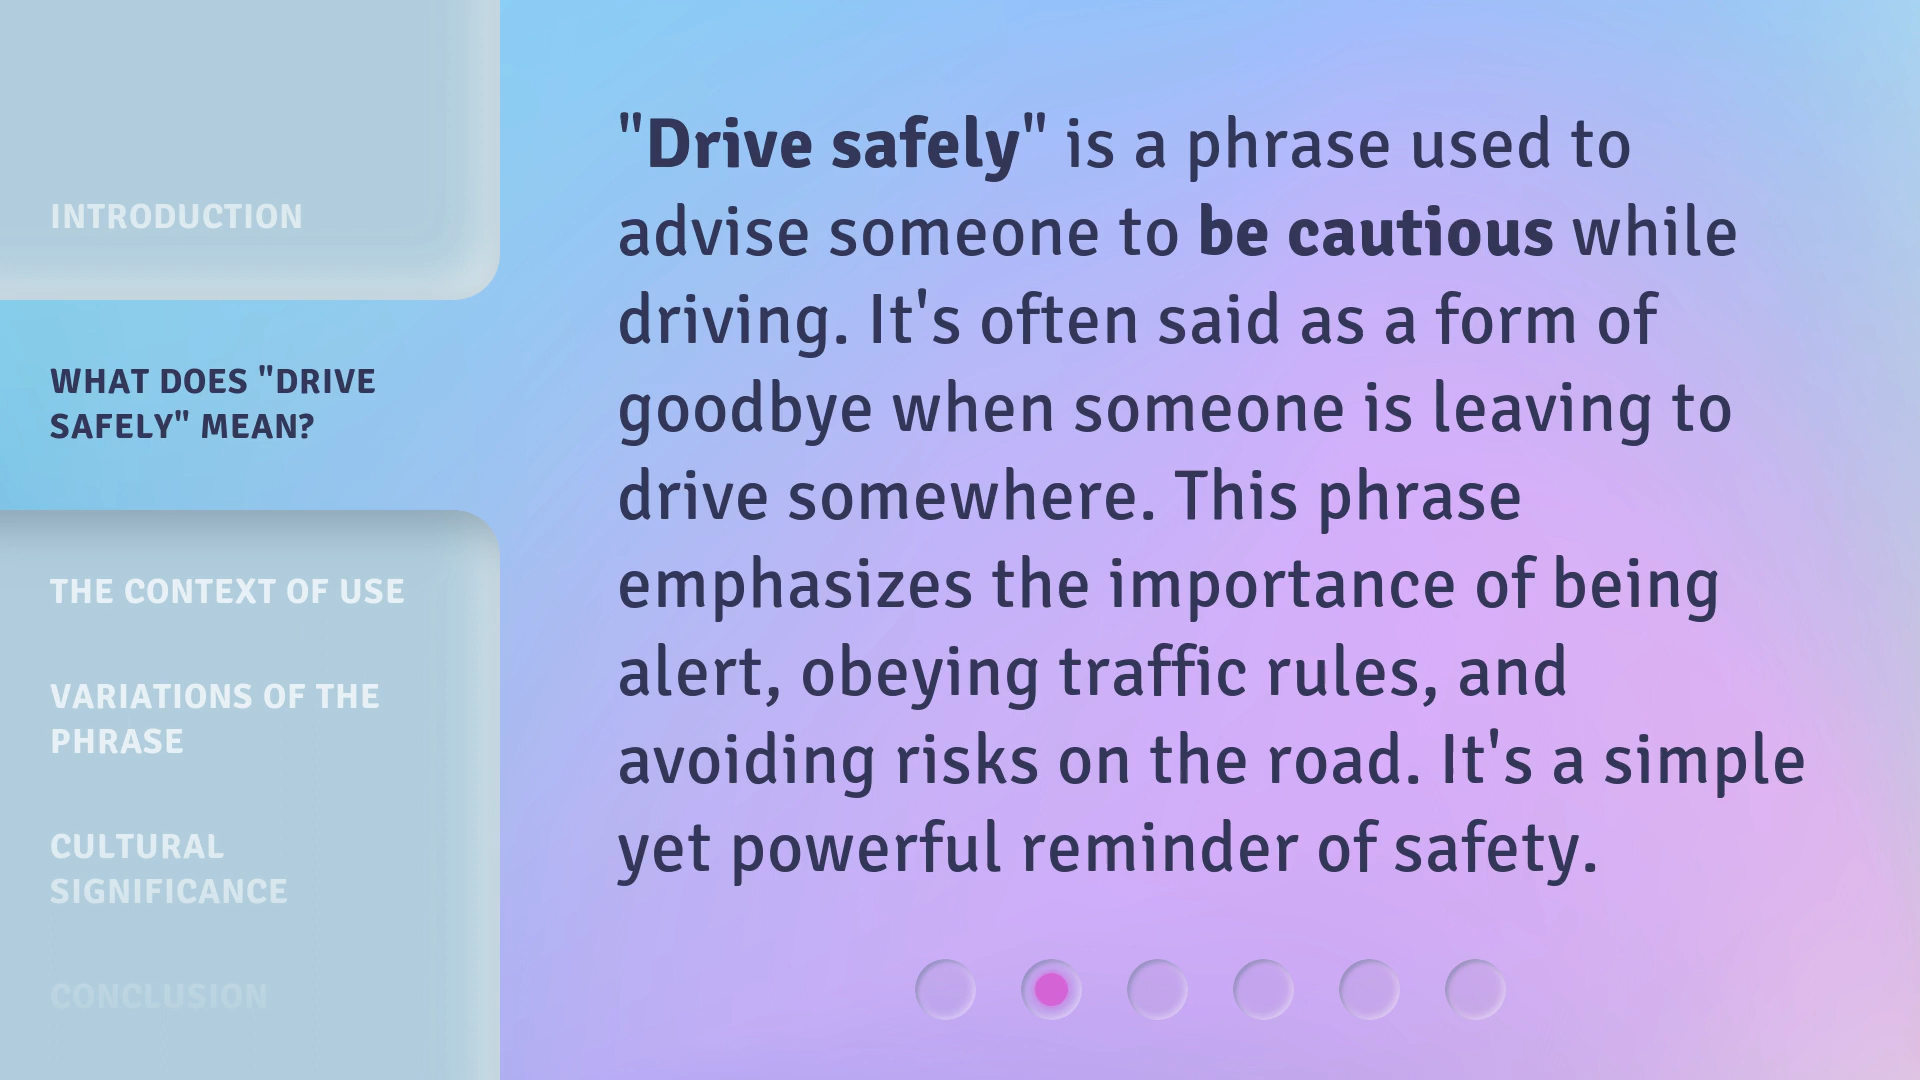 INTRODUCTION
WHAT DOES "DRIVE
SAFELY" MEAN?
THE CONTEXT OF USE
VARIATIONS OF THE
PHRASE
CULTURAL
SIGNIFICANCE
CONCLUSION
"Drive safely" is a phrase used to
advise someone to be cautious while
driving. It's often said as a form of
goodbye when someone is leaving to
drive somewhere. This phrase
emphasizes the importance of being
alert, obeying traffic rules, and
avoiding risks on the road. It's a simple
yet powerful reminder of safety.